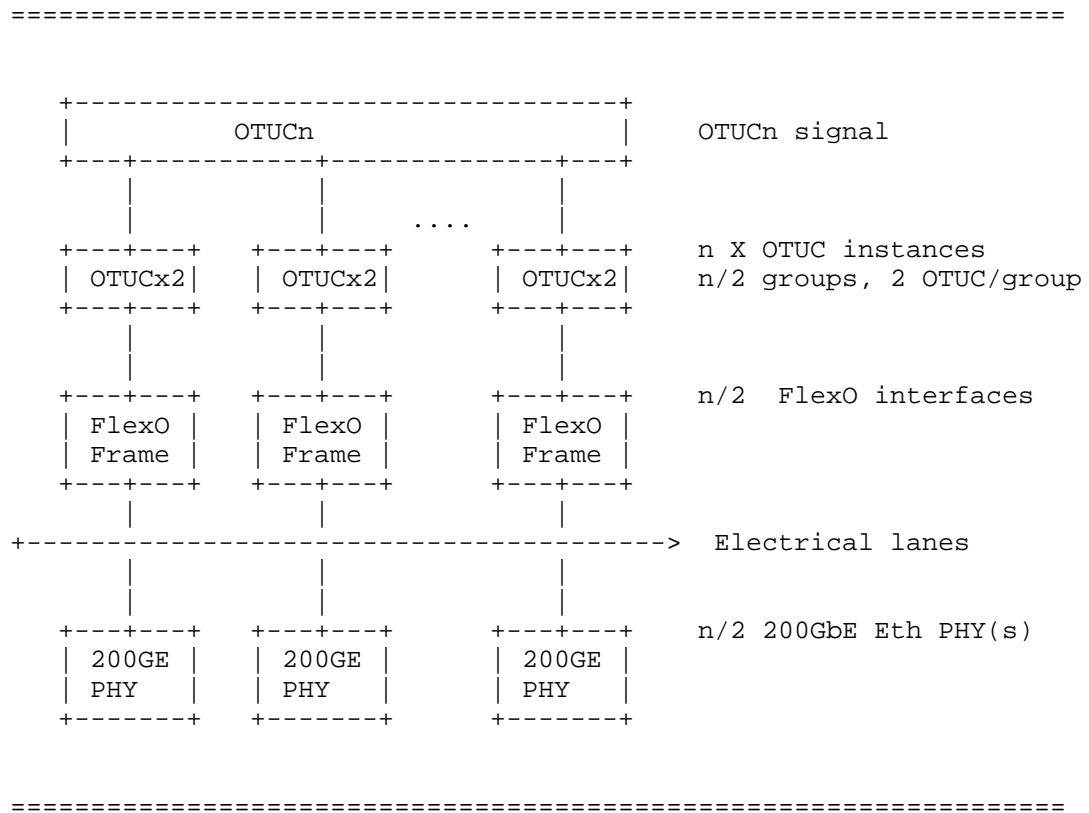 OTUCn OTUCn signal
....
n X OTUC instances
OTUCx2 OTUCx2 OTUCx2 n/2 groups, 2 OTUC/group
n/2 FlexO interfaces
FlexO FlexO FlexO
Frame Frame Frame
Electrical lanes
n/2 200GbE Eth PHY(s)
200GE 200GE 200GE
PHY PHY PHY